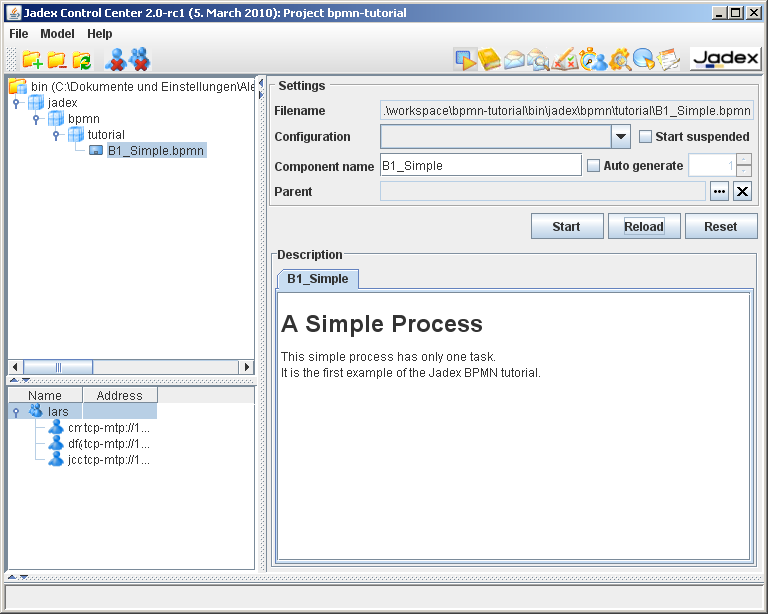 Jadex Control Center 2.0-rc1 (5. March 2010): Project bpmn-tutorial
File Model Help
Jadex
bin (C:\Dokumente und Einstellungen\Ale
jadex
bpmn
tutorial
B1_Simple.bpmn
Settings
Filename .\workspace\bpmn-tutorial\bin\jadex\bpmn\tutorial\B1_Simple.bpmn
Configuration Start suspended
Component name B1_Simple Auto generate 1
Parent ...
Start Reload Reset
Description
B1_Simple
A Simple Process
This simple process has only one task.
It is the first example of the Jadex BPMN tutorial.
Name Address
lars
tcp-mtp://1...
tcp-mtp://1...
tcp-mtp://1...